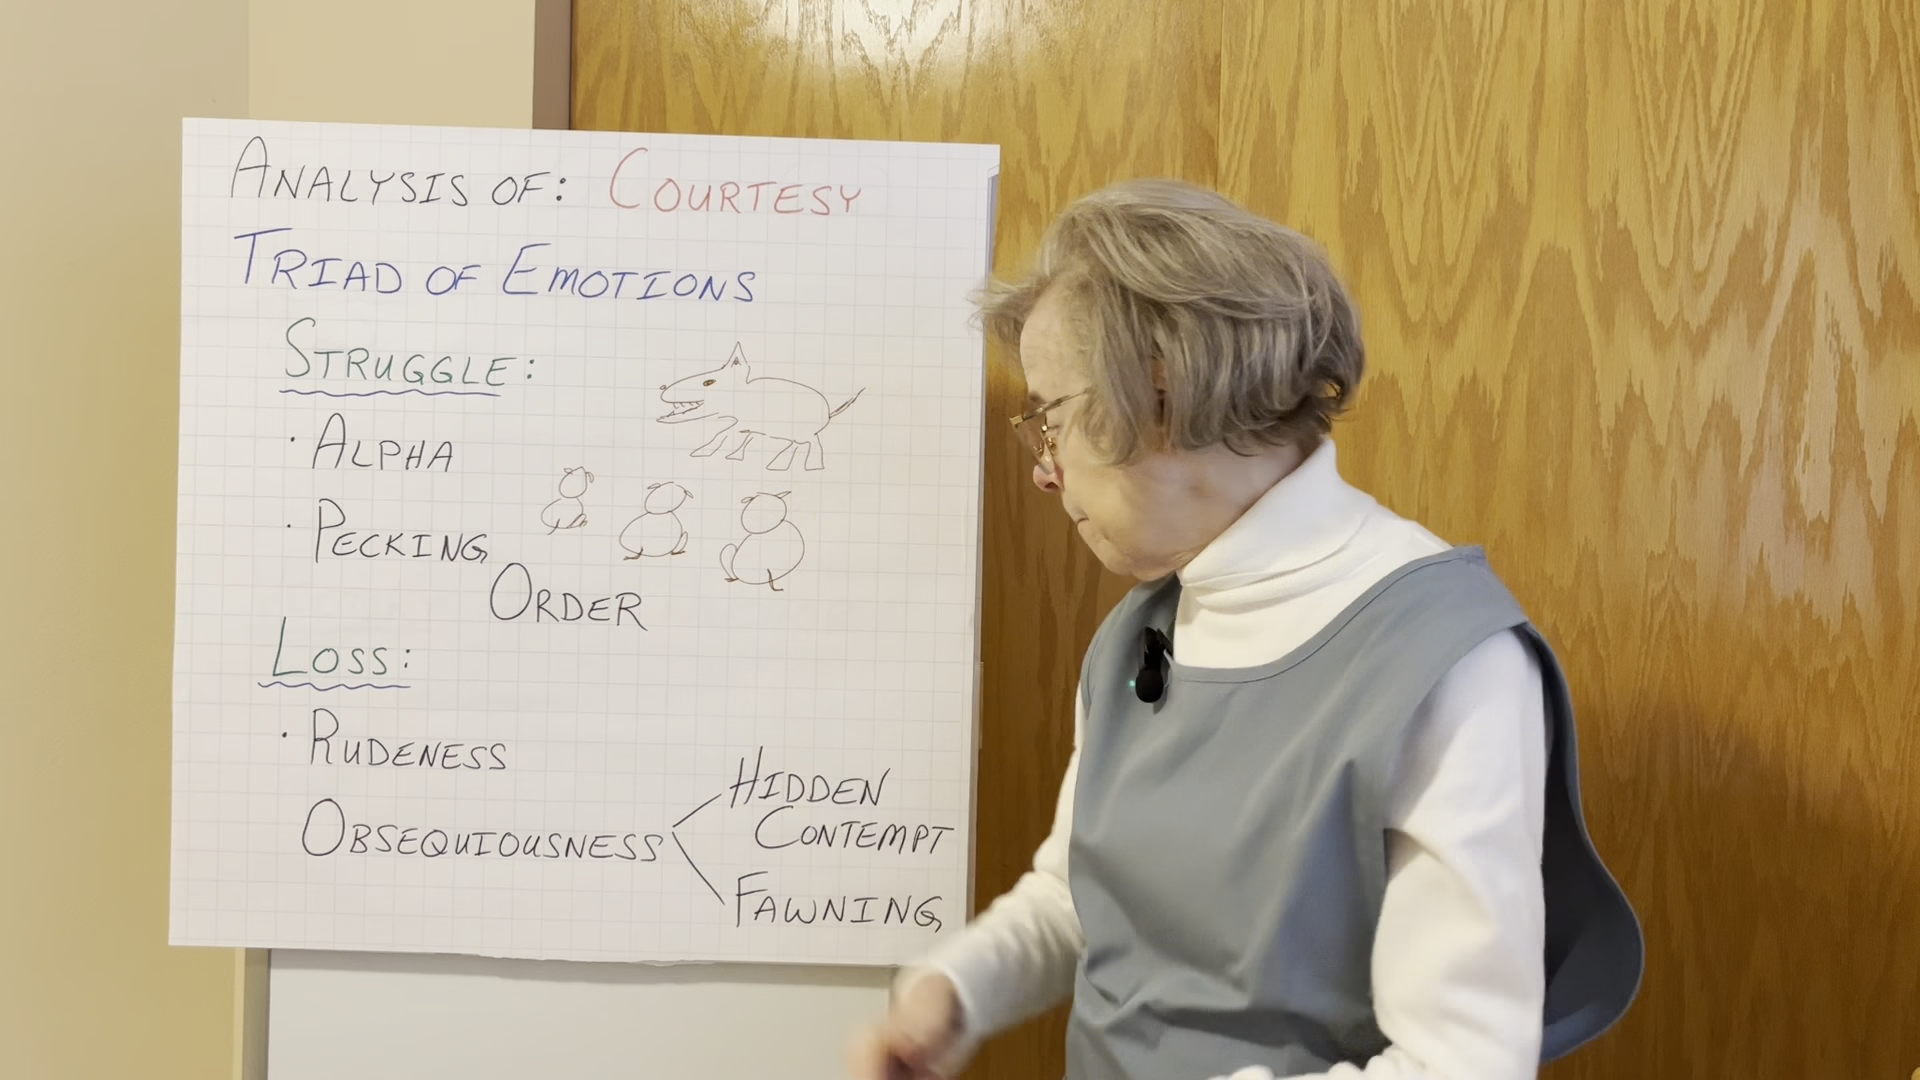 ANALYSIS OF: COURTESY
TRIAD OF EMOTIONS
STRUGGLE:
· ALPHA
· PECKING
ORDER
LOSS:
· RUDENESS
OBSEQUIOUSNESS
HIDDEN
CONTEMPT
FAWNING